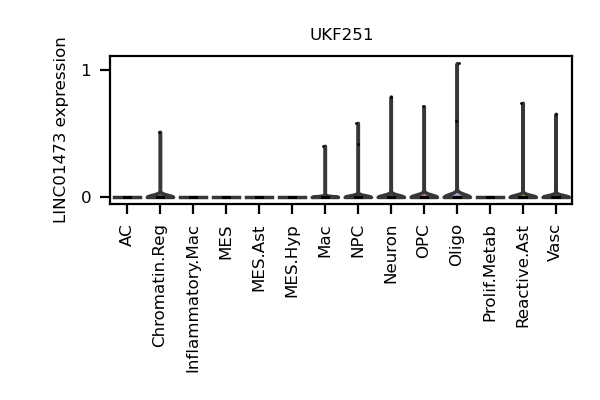 UKF251
LINC01473 expression
1
0
AC
Chromatin.Reg
Inflammatory.Mac
MES
MES.Ast
MES.Hyp
Mac
NPC
Neuron
OPC
Oligo
Prolif.Metab
Reactive.Ast
Vasc